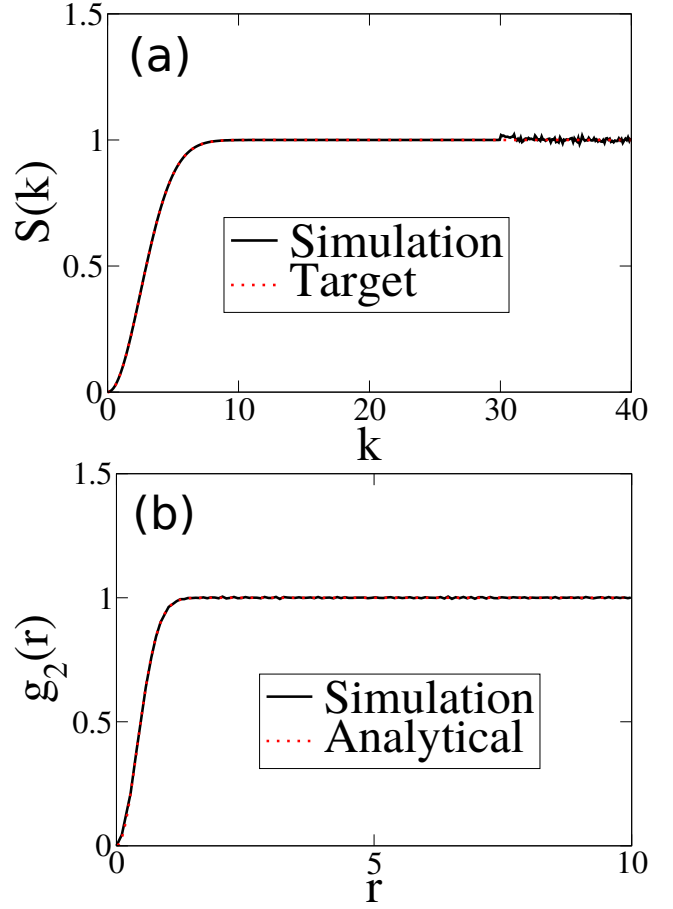 1.5
(a)
1
S(k)
0.5
Simulation
Target
0
0 10 20 30 40
k
1.5
(b)
1
g2(r)
0.5
Simulation
Analytical
0
0 5 10
r